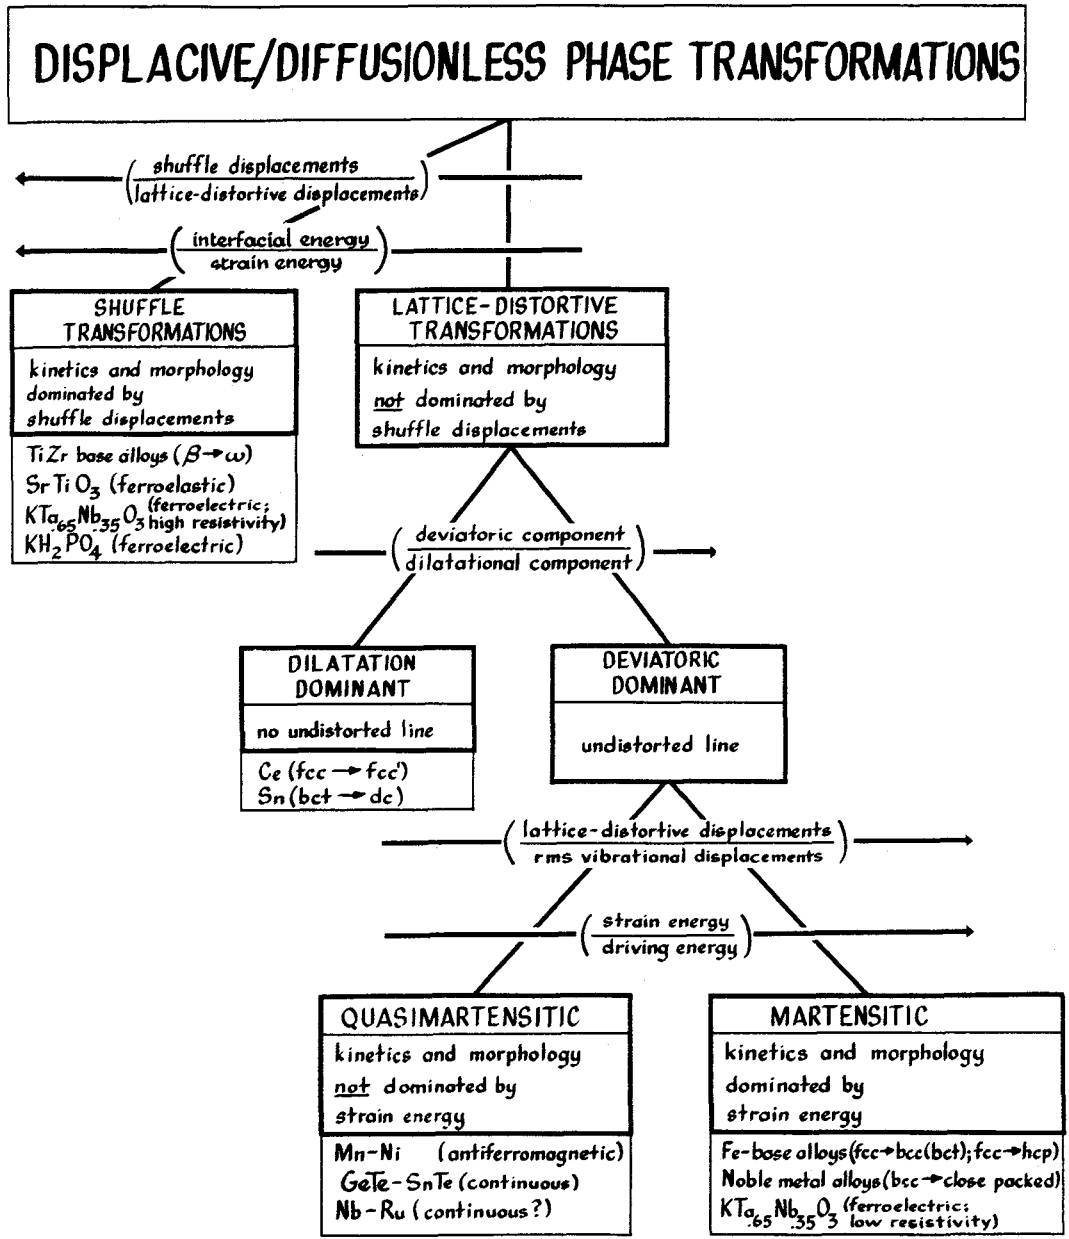 DISPLACIVE/DIFFUSIONLESS PHASE TRANSFORMATIONS
(shuffle displacements
lattice-distortive displacements)
(interfacial energy
strain energy)
SHUFFLE
TRANSFORMATIONS
kinetics and morphology
dominated by
shuffle displacements
TiZr base alloys (β→ω)
SrTiO3 (ferroelastic)
KTa.65Nb.35O3 (ferroelectric;
high resistivity)
KH2PO4 (ferroelectric)
LATTICE-DISTORTIVE
TRANSFORMATIONS
kinetics and morphology
not dominated by
shuffle displacements
(deviatoric component
dilatational component)
DILATATION
DOMINANT
no undistorted line
Ce (fcc → fcc')
Sn (bct → dc)
DEVIATORIC
DOMINANT
undistorted line
(lattice-distortive displacements
rms vibrational displacements)
(strain energy
driving energy)
QUASIMARTENSITIC
kinetics and morphology
not dominated by
strain energy
Mn-Ni (antiferromagnetic)
GeTe-SnTe (continuous)
Nb-Ru (continuous?)
MARTENSITIC
kinetics and morphology
dominated by
strain energy
Fe-base alloys (fcc→bcc(bct); fcc→hcp)
Noble metal alloys (bcc→close packed)
KTa.65Nb.35O3 (ferroelectric;
low resistivity)